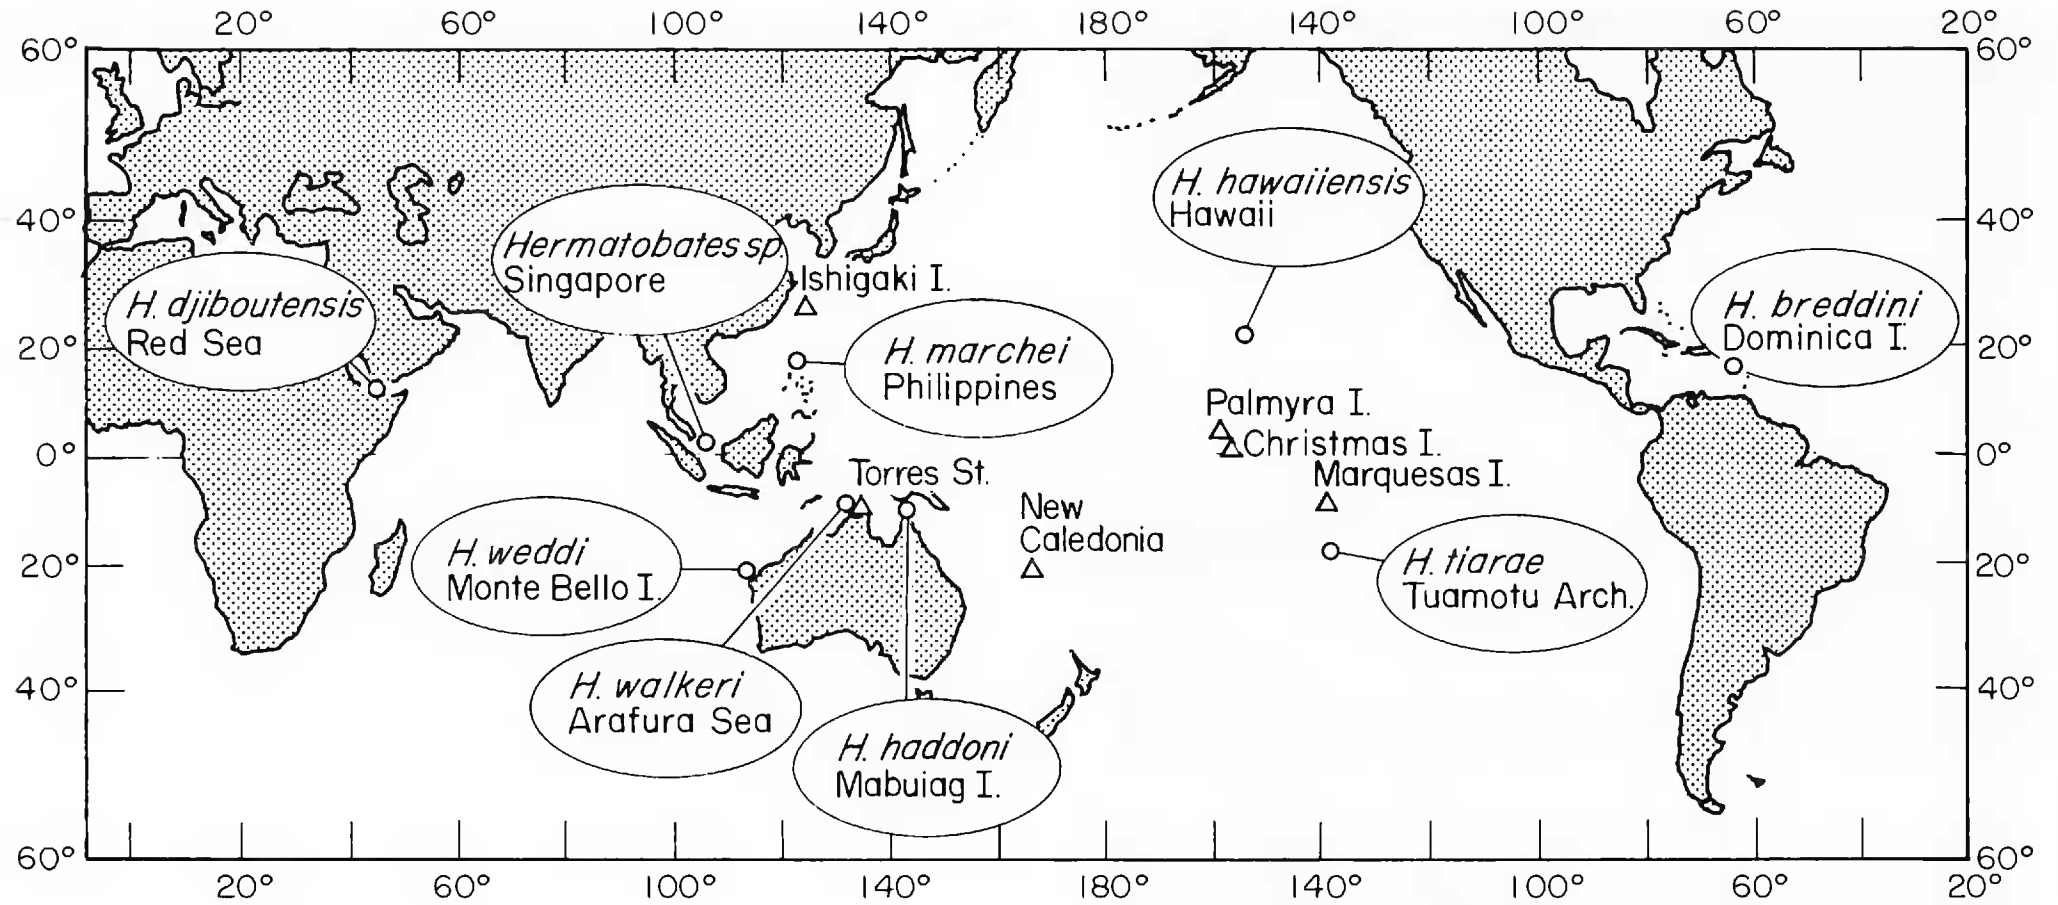 20° 60° 100° 140° 180° 140° 100° 60° 20°
60° 60°
H. hawaiiensis
Hawaii
40° 40°
Hermatobates sp.
Singapore
Ishigaki I.
H. djiboutensis
Red Sea
H. breddini
Dominica I.
20° 20°
H. marchei
Philippines
Palmyra I.
Christmas I.
0° 0°
Torres St.
Marquesas I.
New
Caledonia
H. weddi
Monte Bello I.
20° 20°
H. tiarae
Tuamotu Arch.
40° 40°
H. walkeri
Arafura Sea
H. haddoni
Mabuiag I.
60° 60°
20° 60° 100° 140° 180° 140° 100° 60° 20°